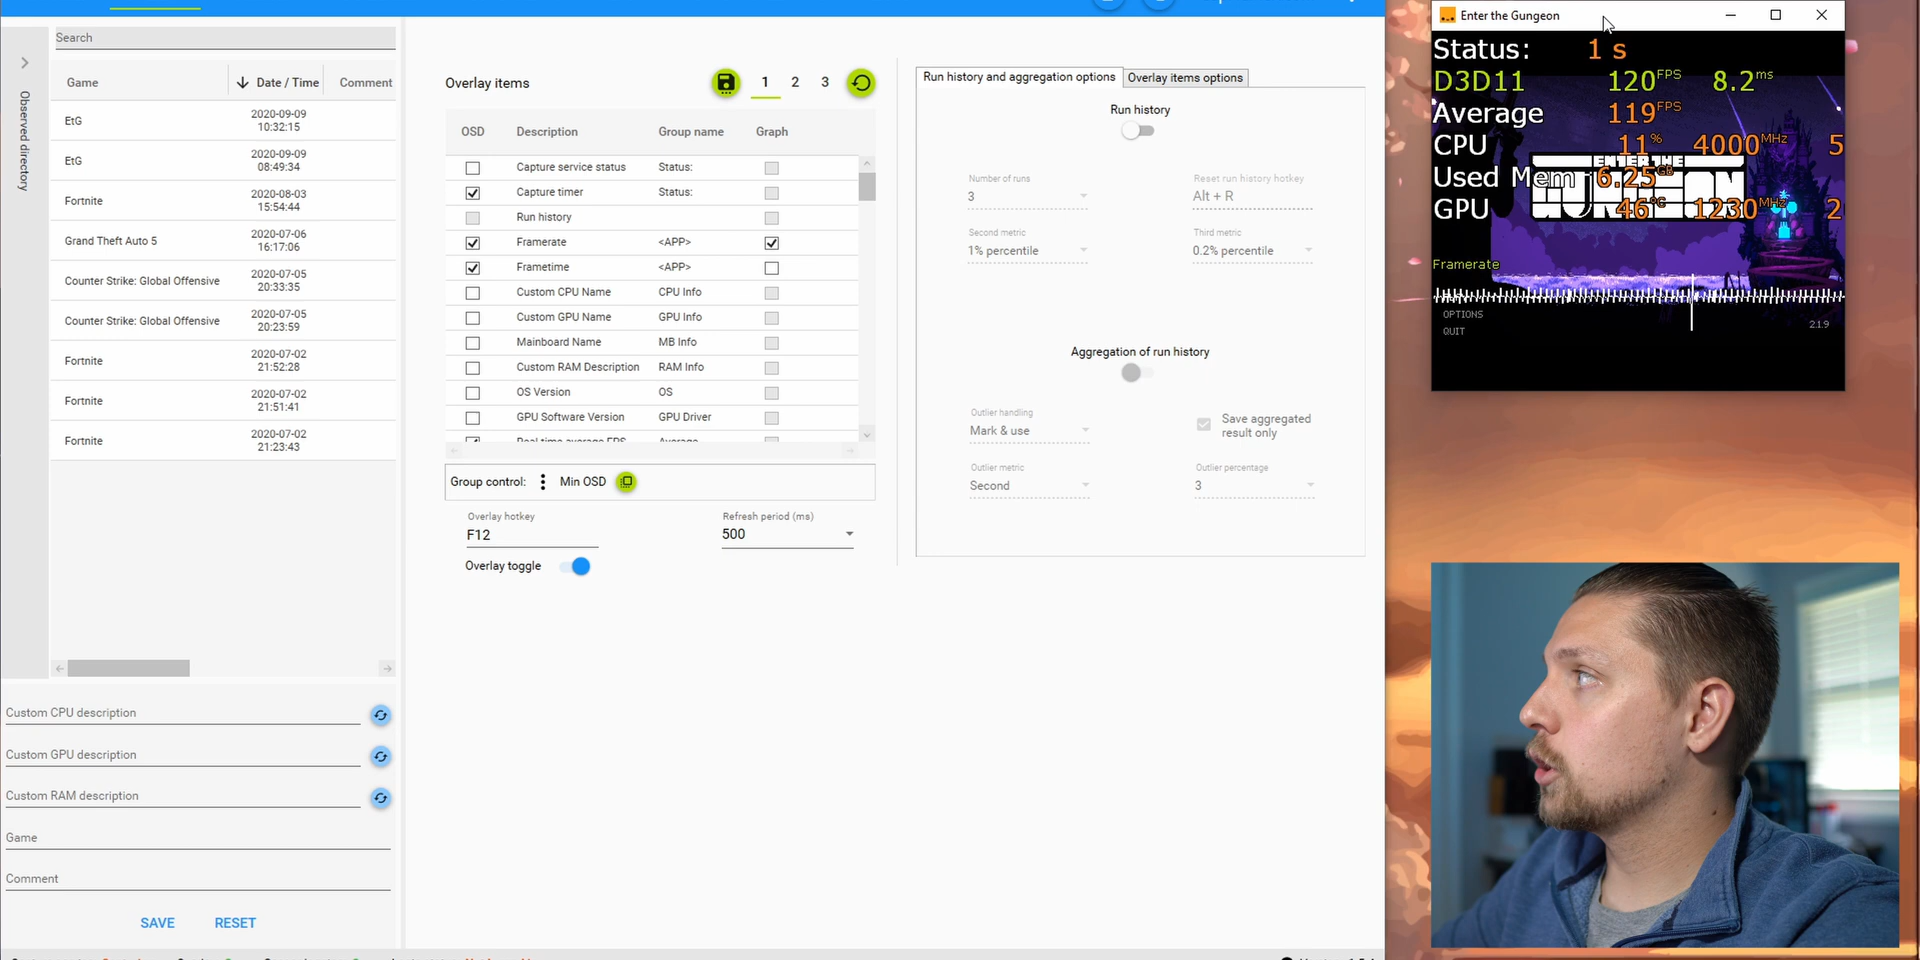 Search
Observed directory
Game Date / Time Comment
EtG 2020-09-09 10:32:15
EtG 2020-09-09 08:49:34
Fortnite 2020-08-03 15:54:44
Grand Theft Auto 5 2020-07-06 16:17:06
Counter Strike: Global Offensive 2020-07-05 20:33:35
Counter Strike: Global Offensive 2020-07-05 20:23:59
Fortnite 2020-07-02 21:52:28
Fortnite 2020-07-02 21:51:41
Fortnite 2020-07-02 21:23:43
Custom CPU description
Custom GPU description
Custom RAM description
Game
Comment
SAVE RESET
Overlay items 1 2 3
OSD Description Group name Graph
Capture service status Status:
Capture timer Status:
Run history
Framerate <APP>
Frametime <APP>
Custom CPU Name CPU Info
Custom GPU Name GPU Info
Mainboard Name MB Info
Custom RAM Description RAM Info
OS Version OS
GPU Software Version GPU Driver
Real time average FPS Average
Group control: Min OSD
Overlay hotkey Refresh period (ms)
F12 500
Overlay toggle
Run history and aggregation options Overlay items options
Run history
Number of runs Reset run history hotkey
3 Alt + R
Second metric Third metric
1% percentile 0.2% percentile
Aggregation of run history
Outlier handling
Mark & use
Save aggregated
result only
Outlier metric Outlier percentage
Second 3
Enter the Gungeon
Status: 1 s
D3D11 120 FPS 8.2 ms
Average 119 FPS
CPU 11 % 4000 MHz 5
ENTER THE
Used Mem 6.25 GB
GUNGEON
GPU 46 °C 1230 MHz 2
Framerate
OPTIONS
QUIT
2.1.9